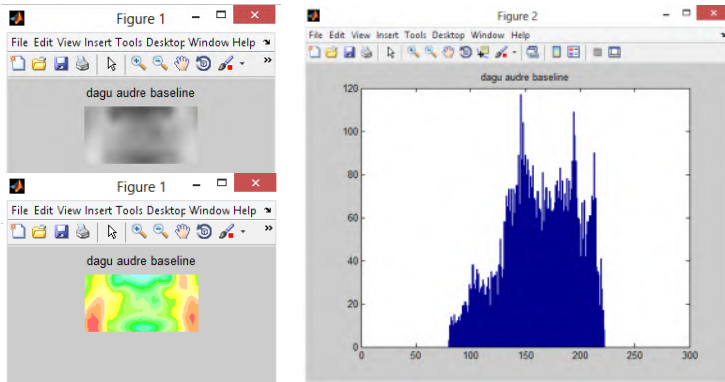 Figure 1
File Edit View Insert Tools Desktop Window Help
dagu audre baseline
Figure 1
File Edit View Insert Tools Desktop Window Help
dagu audre baseline
Figure 2
File Edit View Insert Tools Desktop Window Help
dagu audre baseline
120
100
80
60
40
20
0
0 50 100 150 200 250 300